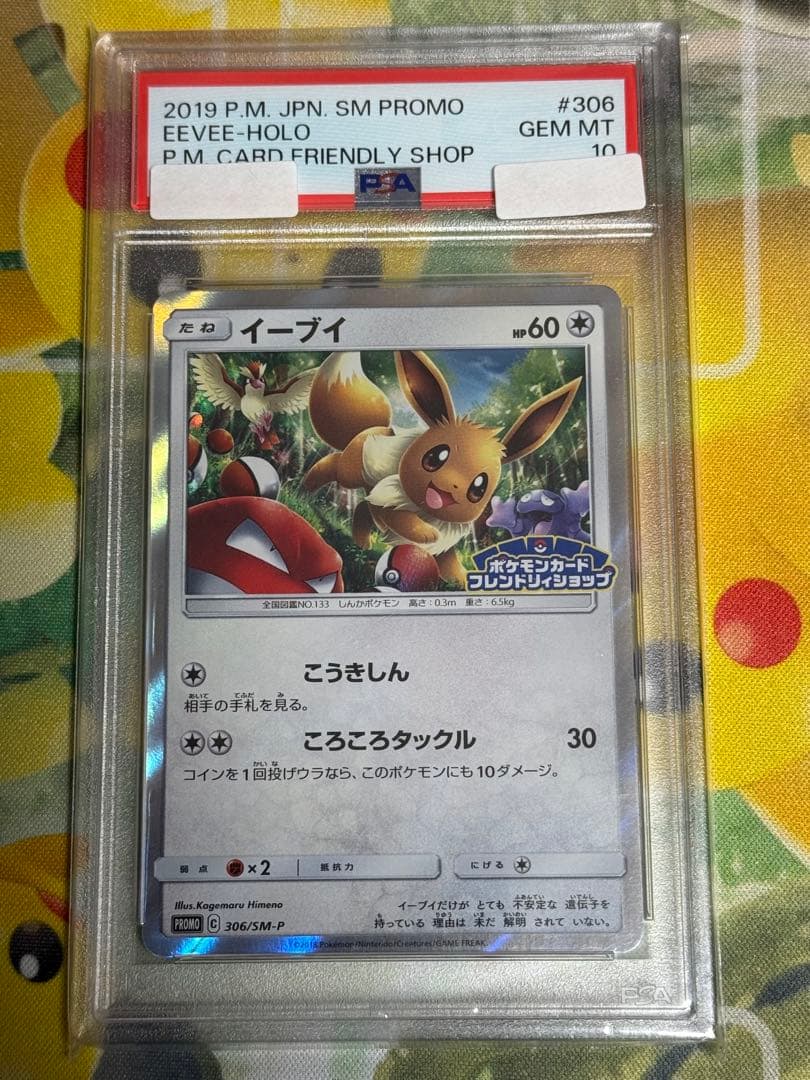 2019 P.M. JPN. SM PROMO #306
EEVEE-HOLO GEM MT
P.M. CARD FRIENDLY SHOP 10
PSA
たね イーブイ HP60
ポケモンカード
フレンドリィショップ
全国図鑑NO.133 しんかポケモン 高さ:0.3m 重さ:6.5kg
こうきしん
相手の手札を見る。
ころころタックル 30
コインを1回投げウラなら、このポケモンにも10ダメージ。
弱点 ×2 抵抗力 にげる
Illus.Kagemaru Himeno
イーブイだけが とても 不安定な 遺伝子を
持っている 理由は 未だ 解明 されて いない。
PROMO C 306/SM-P
©2018 Pokémon/Nintendo/Creatures/GAME FREAK.
PSA